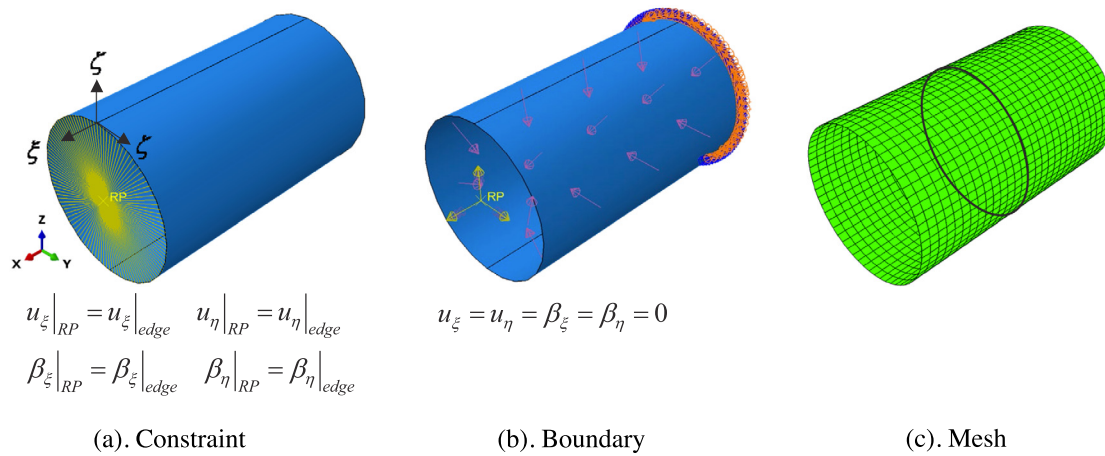 ζ
ξ
ζ
RP
Z
X
Y
RP
u_ξ|_RP = u_ξ|_edge u_η|_RP = u_η|_edge
β_ξ|_RP = β_ξ|_edge β_η|_RP = β_η|_edge
u_ξ = u_η = β_ξ = β_η = 0
(a). Constraint
(b). Boundary
(c). Mesh